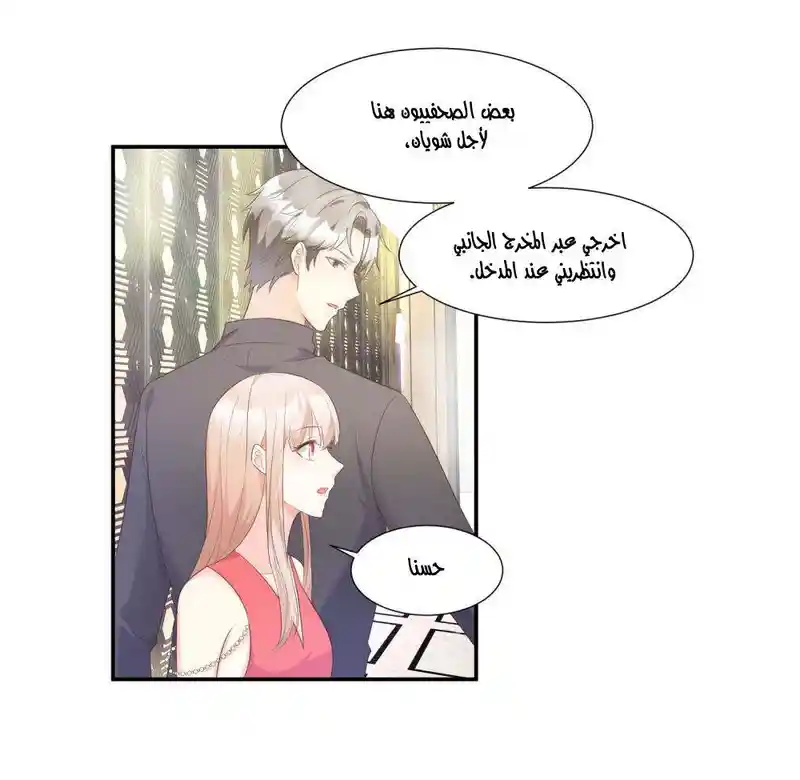 بعض الصحفييون هنا
لأجل شويان،
اخرجي عبر المخرج الجانبي
وانتظريني عند المدخل.
حسنا